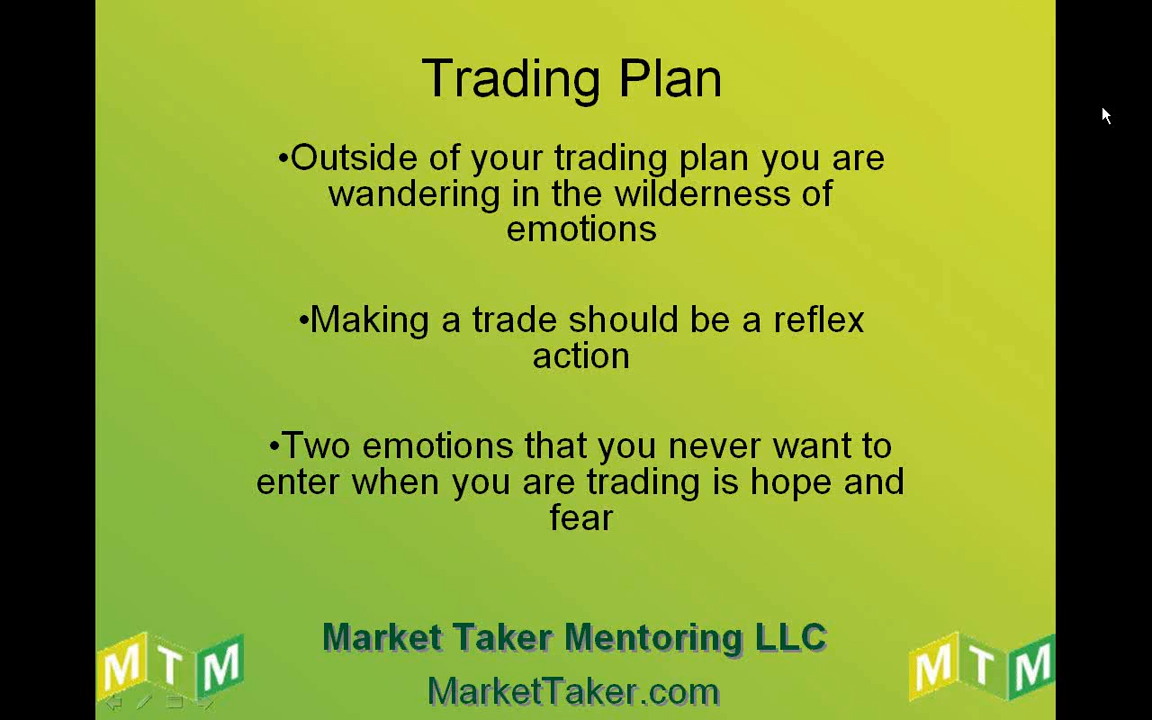 Trading Plan
•Outside of your trading plan you are
wandering in the wilderness of
emotions
•Making a trade should be a reflex
action
•Two emotions that you never want to
enter when you are trading is hope and
fear
Market Taker Mentoring LLC
MarketTaker.com
MTM
MTM